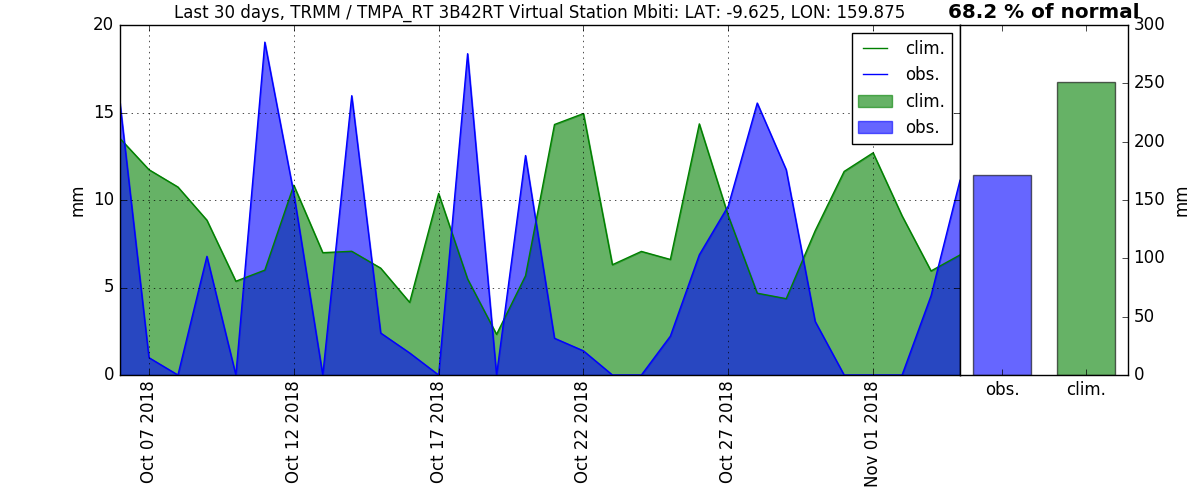 Last 30 days, TRMM / TMPA_RT 3B42RT Virtual Station Mbiti: LAT: -9.625, LON: 159.875
68.2 % of normal
clim.
obs.
clim.
obs.
mm
20
15
10
5
0
Oct 07 2018
Oct 12 2018
Oct 17 2018
Oct 22 2018
Oct 27 2018
Nov 01 2018
obs.
clim.
300
250
200
150
100
50
0
mm